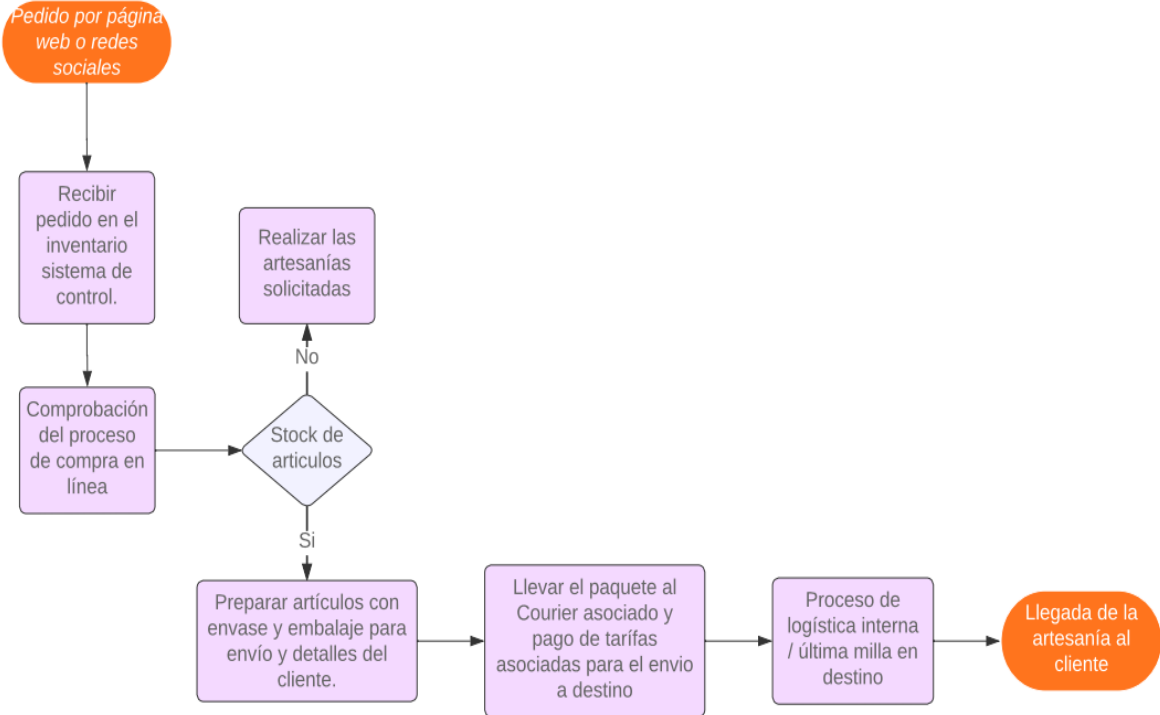 Pedido por página
web o redes
sociales
Recibir
pedido en el
inventario
sistema de
control.
Realizar las
artesanías
solicitadas
No
Comprobación
del proceso
de compra en
línea
Stock de
articulos
Si
Preparar artículos con
envase y embalaje para
envío y detalles del
cliente.
Llevar el paquete al
Courier asociado y
pago de tarífas
asociadas para el envio
a destino
Proceso de
logística interna
/ última milla en
destino
Llegada de la
artesanía al
cliente